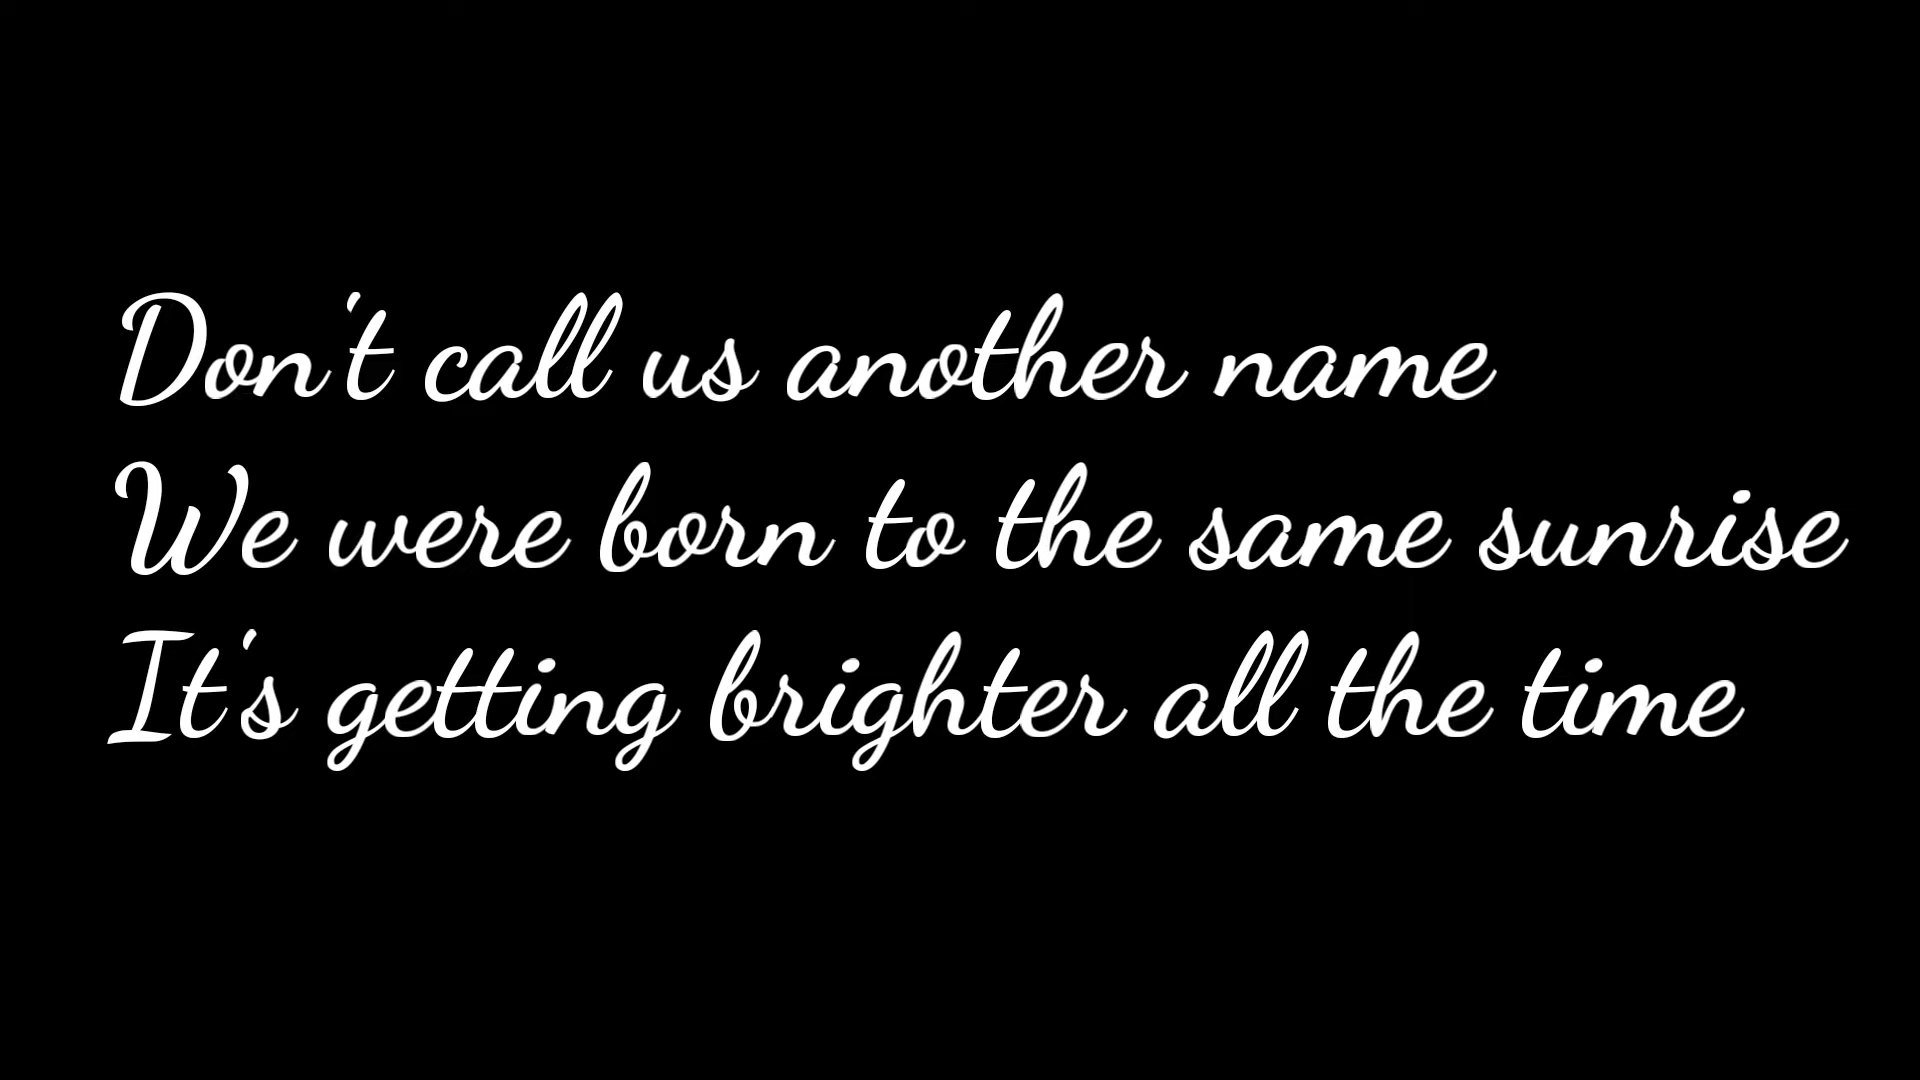 Don't call us another name
We were born to the same sunrise
It's getting brighter all the time